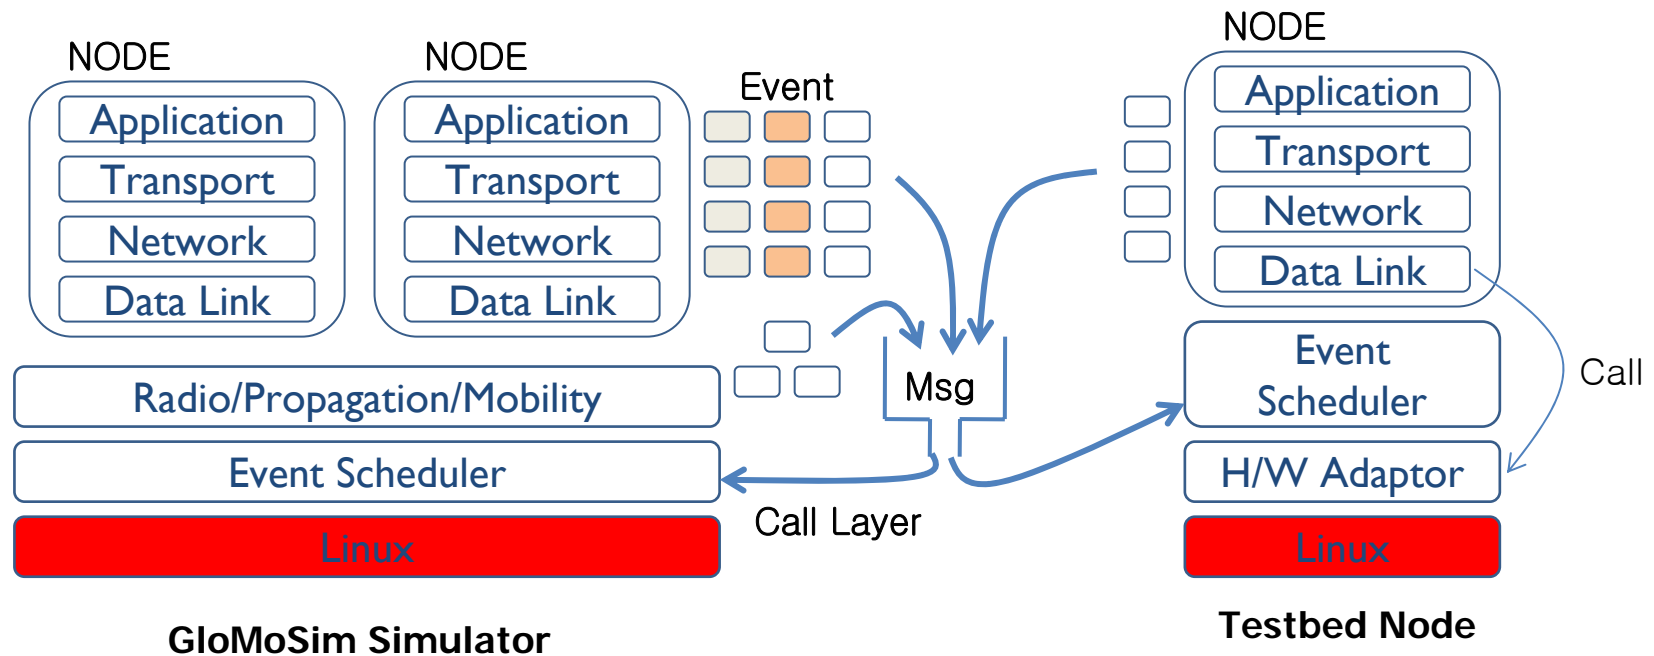 NODE
Application
Transport
Network
Data Link
NODE
Application
Transport
Network
Data Link
Event
Radio/Propagation/Mobility
Event Scheduler
Linux
GloMoSim Simulator
Msg
Call Layer
NODE
Application
Transport
Network
Data Link
Event
Scheduler
Call
H/W Adaptor
Linux
Testbed Node